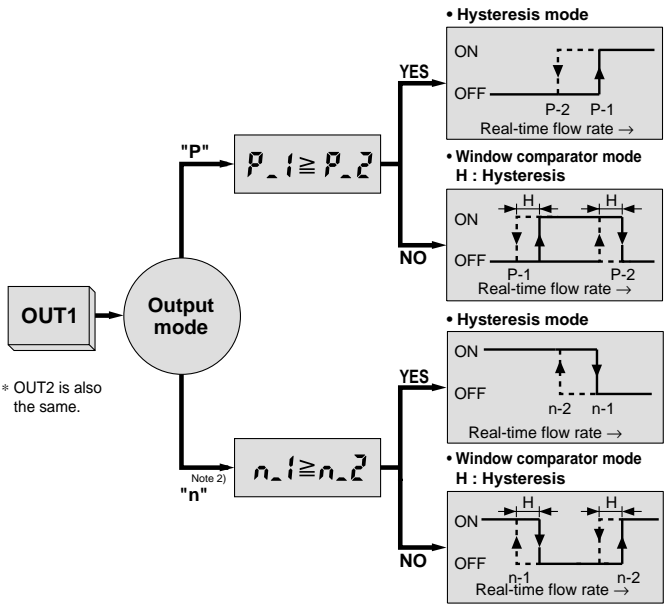 • Hysteresis mode
ON
OFF
P-2 P-1
Real-time flow rate →
YES
"P"
P_1≧P_2
NO
• Window comparator mode
H : Hysteresis
H H
ON
OFF
P-1 P-2
Real-time flow rate →
OUT1
Output
mode
∗ OUT2 is also
the same.
• Hysteresis mode
ON
OFF
n-2 n-1
Real-time flow rate →
YES
Note 2)
"n"
n_1≧n_2
NO
• Window comparator mode
H : Hysteresis
H H
ON
OFF
n-1 n-2
Real-time flow rate →